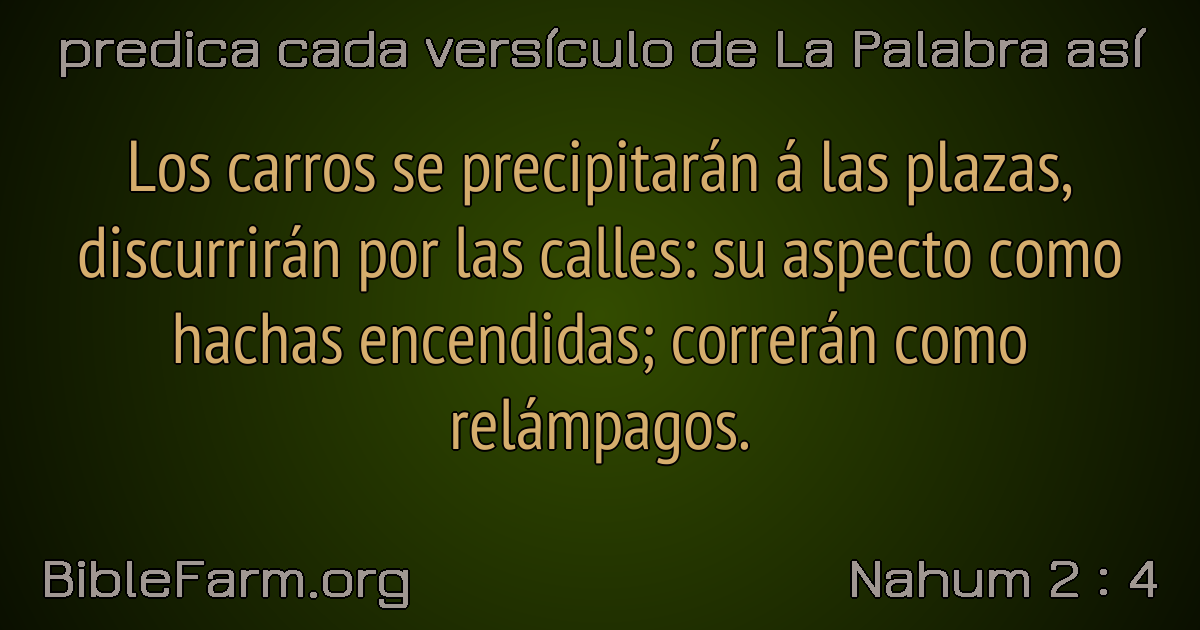 predica cada versículo de La Palabra así
Los carros se precipitarán á las plazas,
discurrirán por las calles: su aspecto como
hachas encendidas; correrán como
relámpagos.
BibleFarm.org
Nahum 2 : 4